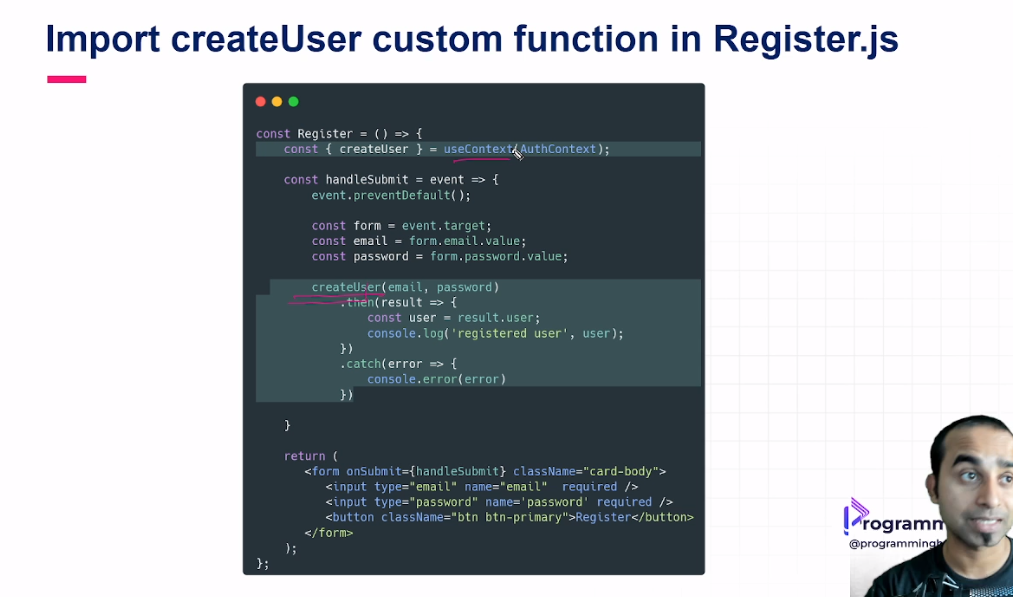 Import createUser custom function in Register.js
const Register = () => {
const { createUser } = useContext(AuthContext);
const handleSubmit = event => {
event.preventDefault();
const form = event.target;
const email = form.email.value;
const password = form.password.value;
createUser(email, password)
.then(result => {
const user = result.user;
console.log('registered user', user);
})
.catch(error => {
console.error(error)
})
}
return (
<form onSubmit={handleSubmit} className="card-body">
<input type="email" name="email"  required />
<input type="password" name='password' required />
<button className="btn btn-primary">Register</button>
</form>
);
};